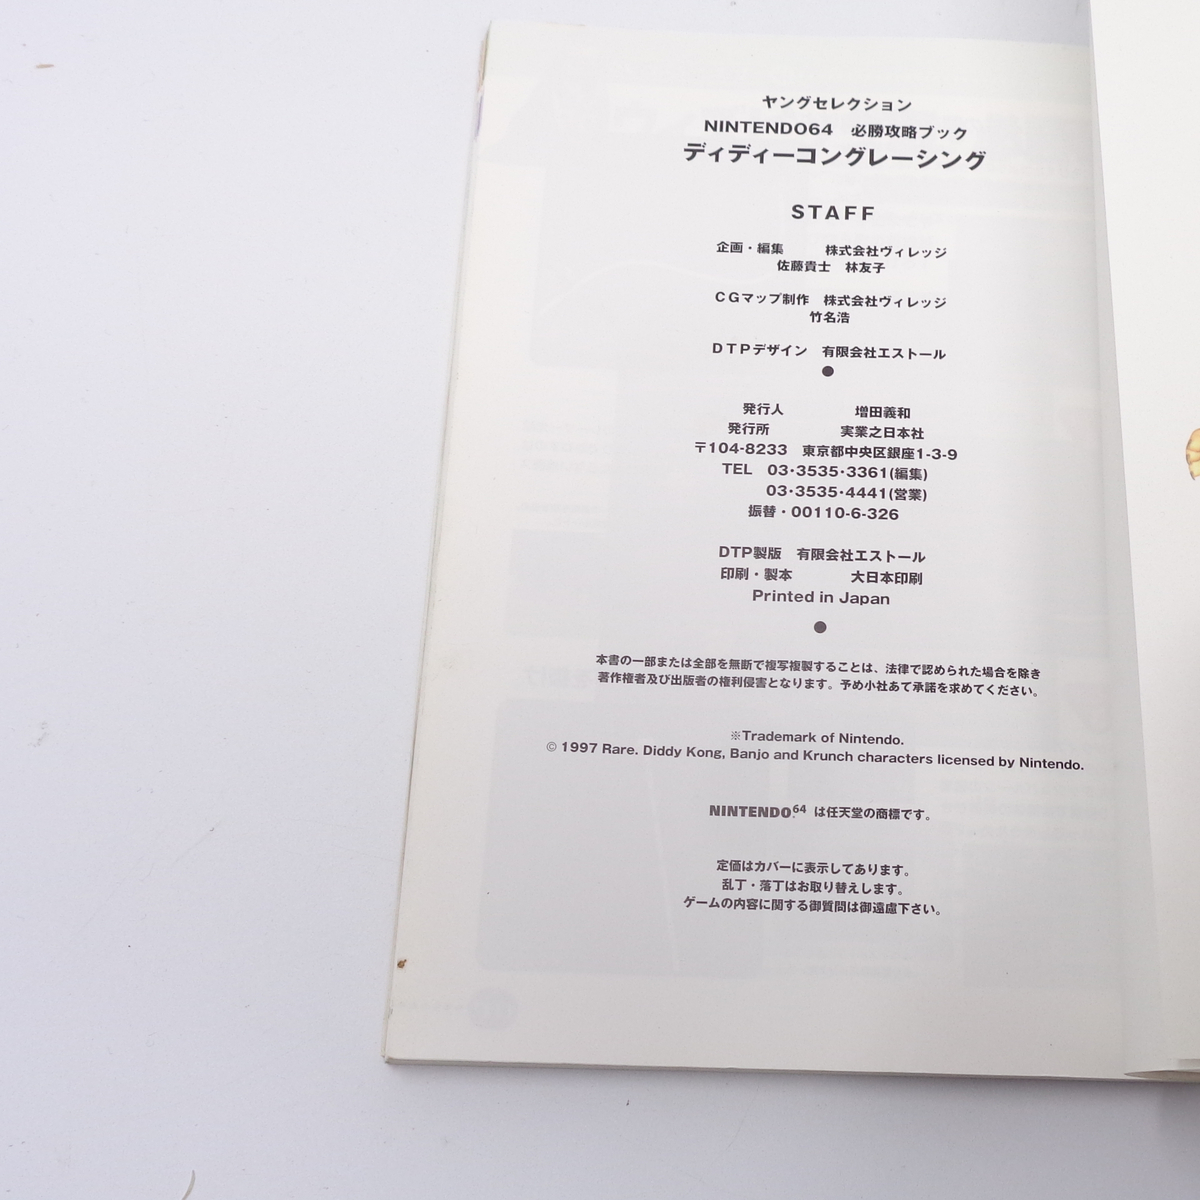 ヤングセレクション
NINTENDO64　必勝攻略ブック
ディディーコングレーシング
STAFF
企画・編集　株式会社ヴィレッジ
佐藤貴士　林友子
CGマップ制作　株式会社ヴィレッジ
竹名浩
DTPデザイン　有限会社エストール
●
発行人　増田義和
発行所　実業之日本社
〒104-8233　東京都中央区銀座1-3-9
TEL　03・3535・3361(編集)
03・3535・4441(営業)
振替・00110-6-326
DTP製版　有限会社エストール
印刷・製本　大日本印刷
Printed in Japan
●
本書の一部または全部を無断で複写複製することは、法律で認められた場合を除き
著作権者及び出版者の権利侵害となります。予め小社あて承諾を求めてください。
※Trademark of Nintendo.
© 1997 Rare. Diddy Kong, Banjo and Krunch characters licensed by Nintendo.
NINTENDO64 は任天堂の商標です。
定価はカバーに表示してあります。
乱丁・落丁はお取り替えします。
ゲームの内容に関する御質問は御遠慮下さい。